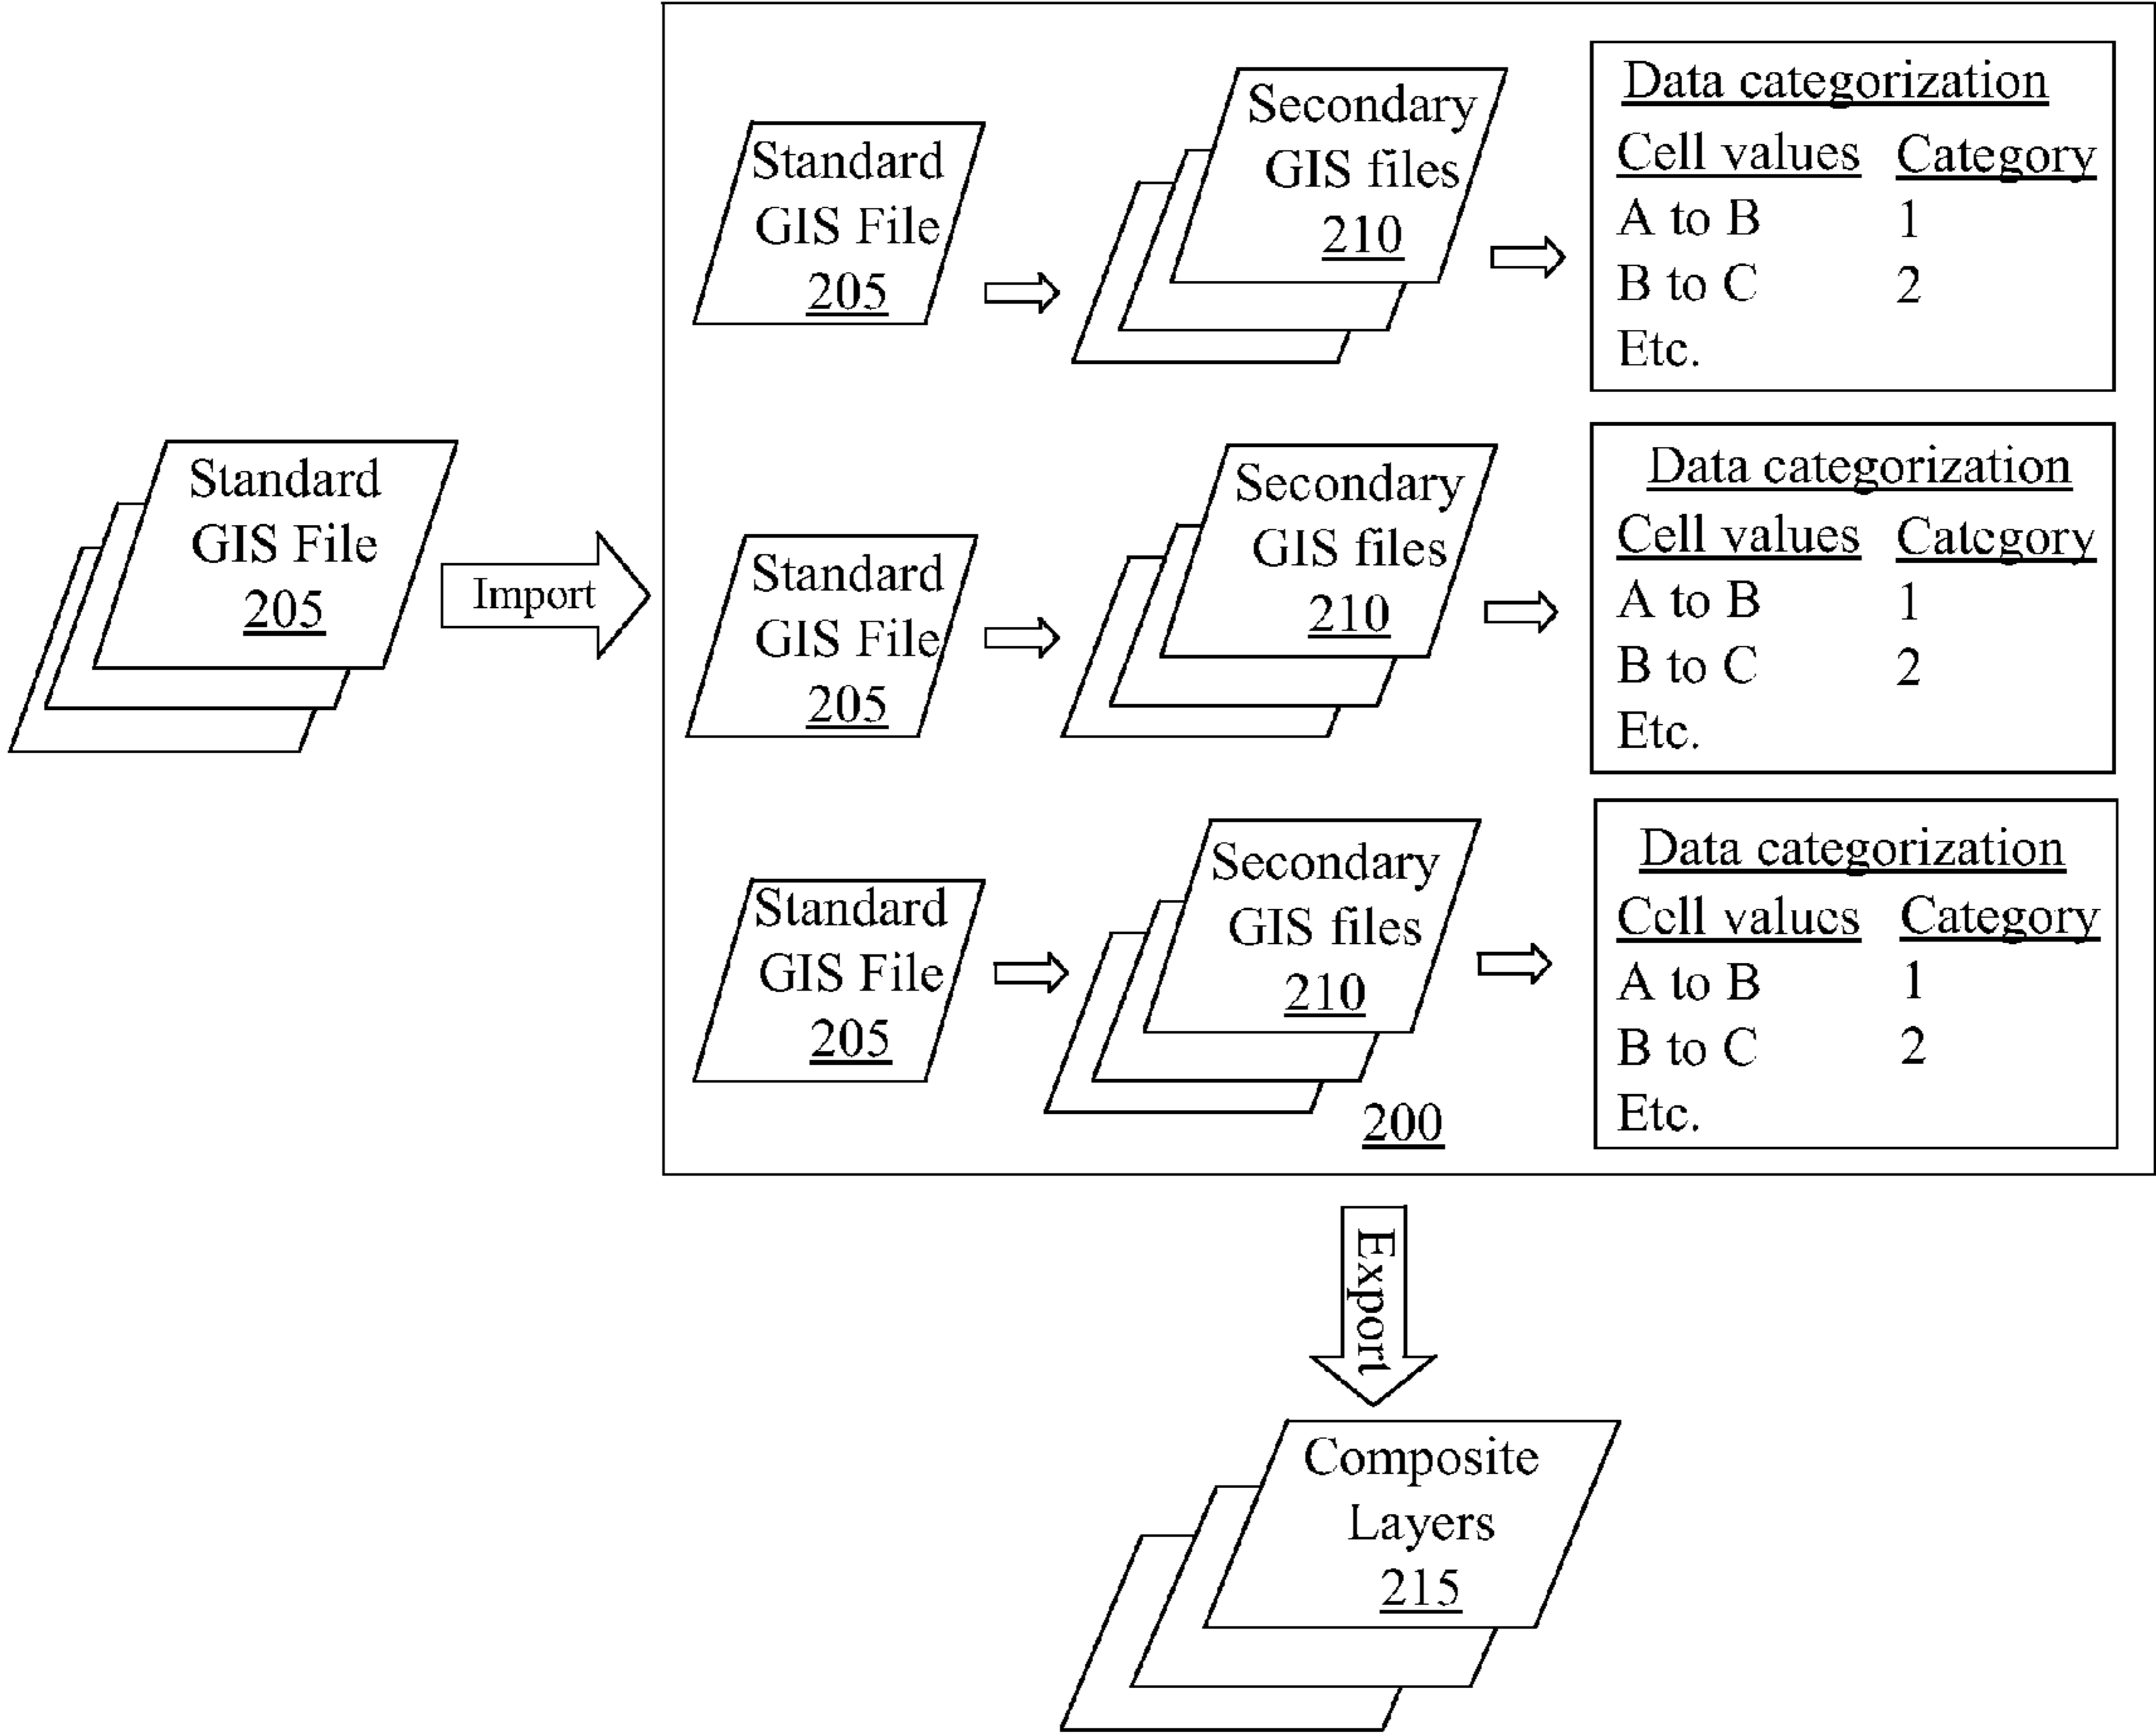 Standard
GIS File
205
Import
Standard
GIS File
205
Secondary
GIS files
210
Data categorization
Cell values Category
A to B 1
B to C 2
Etc.
Standard
GIS File
205
Secondary
GIS files
210
Data categorization
Cell values Category
A to B 1
B to C 2
Etc.
Standard
GIS File
205
Secondary
GIS files
210
Data categorization
Cell values Category
A to B 1
B to C 2
Etc.
200
Export
Composite
Layers
215